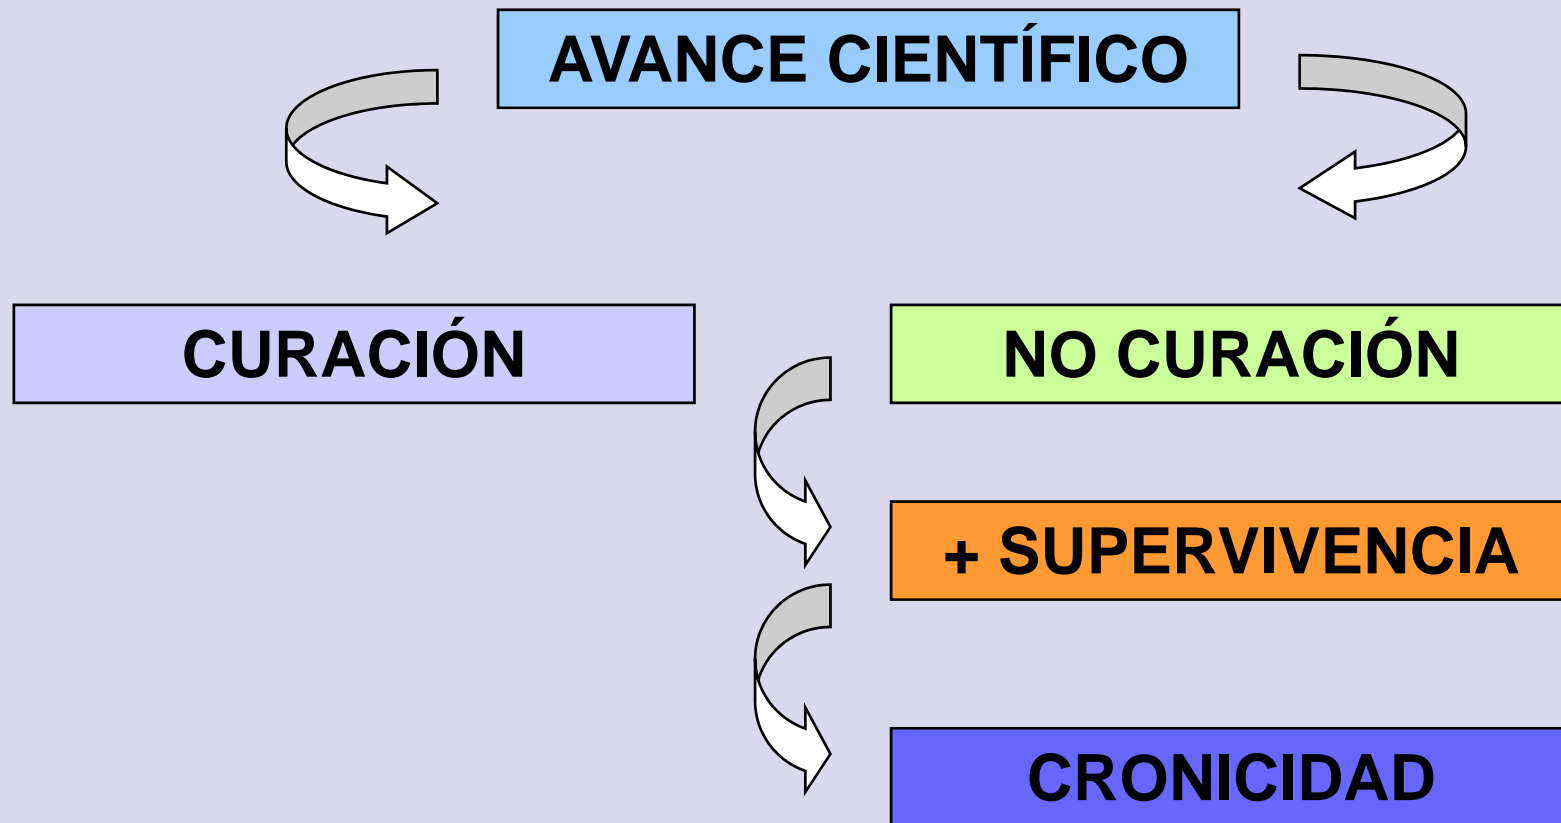 AVANCE CIENTÍFICO
CURACIÓN
NO CURACIÓN
+ SUPERVIVENCIA
CRONICIDAD